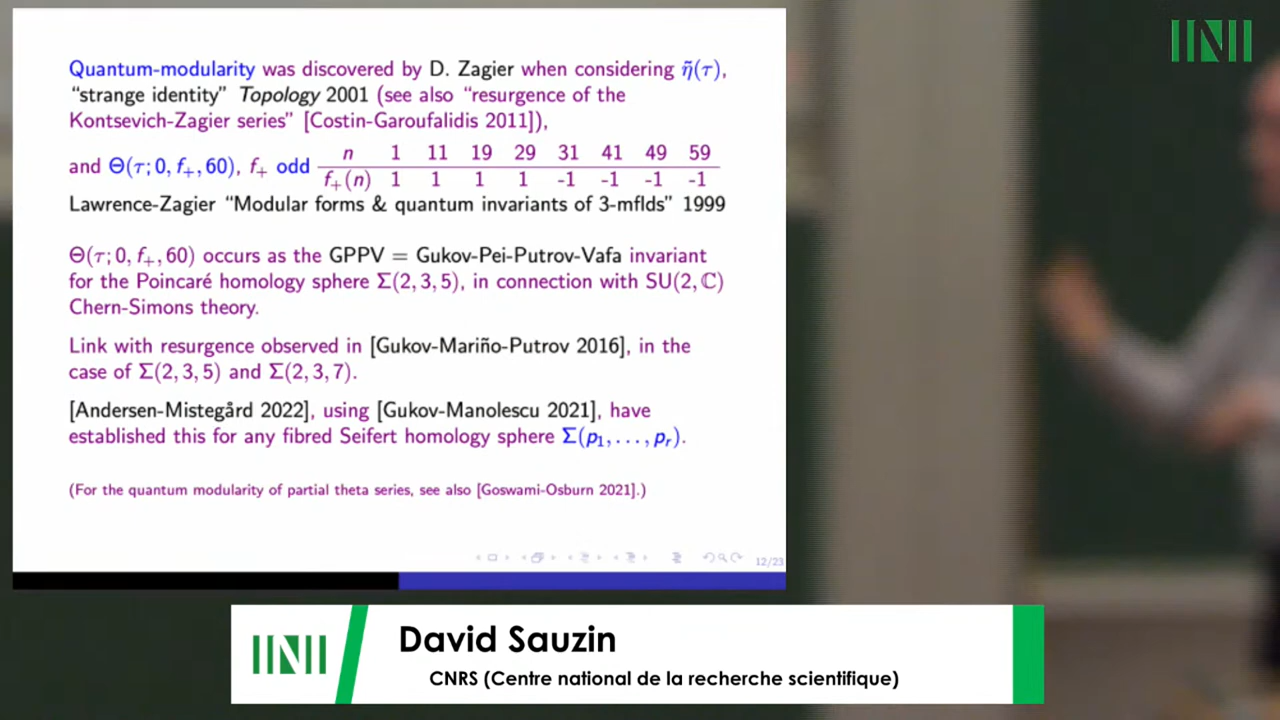 Quantum-modularity was discovered by D. Zagier when considering η̃(τ),
“strange identity” Topology 2001 (see also “resurgence of the
Kontsevich-Zagier series” [Costin-Garoufalidis 2011]),
and Θ(τ; 0, f₊, 60), f₊ odd
n 1 11 19 29 31 41 49 59
f₊(n) 1 1 1 1 -1 -1 -1 -1
Lawrence-Zagier “Modular forms & quantum invariants of 3-mflds” 1999
Θ(τ; 0, f₊, 60) occurs as the GPPV = Gukov-Pei-Putrov-Vafa invariant
for the Poincaré homology sphere Σ(2, 3, 5), in connection with SU(2, ℂ)
Chern-Simons theory.
Link with resurgence observed in [Gukov-Mariño-Putrov 2016], in the
case of Σ(2, 3, 5) and Σ(2, 3, 7).
[Andersen-Mistegård 2022], using [Gukov-Manolescu 2021], have
established this for any fibred Seifert homology sphere Σ(p₁, . . . , pᵣ).
(For the quantum modularity of partial theta series, see also [Goswami-Osburn 2021].)
12/23
David Sauzin
CNRS (Centre national de la recherche scientifique)